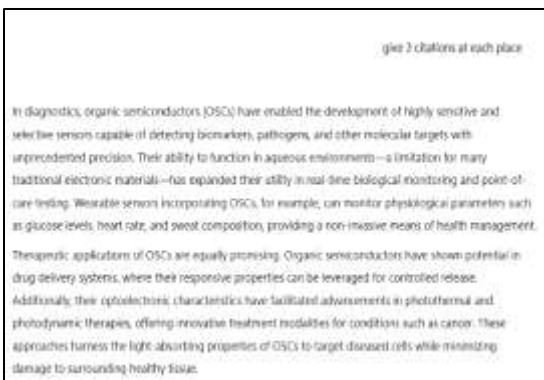 give 2 citations at each place
In diagnostics, organic semiconductors (OSCs) have enabled the development of highly sensitive and
selective sensors capable of detecting biomarkers, pathogens, and other molecular targets with
unprecedented precision. Their ability to function in aqueous environments—a limitation for many
traditional electronic materials—has expanded their utility in real-time biological monitoring and point-of-
care testing. Wearable sensors incorporating OSCs, for example, can monitor physiological parameters such
as glucose levels, heart rate, and sweat composition, providing a non-invasive means of health management.
Therapeutic applications of OSCs are equally promising. Organic semiconductors have shown potential in
drug delivery systems, where their responsive properties can be leveraged for controlled release.
Additionally, their optoelectronic characteristics have facilitated advancements in photothermal and
photodynamic therapies, offering innovative treatment modalities for conditions such as cancer. These
approaches harness the light-absorbing properties of OSCs to target diseased cells while minimizing
damage to surrounding healthy tissue.